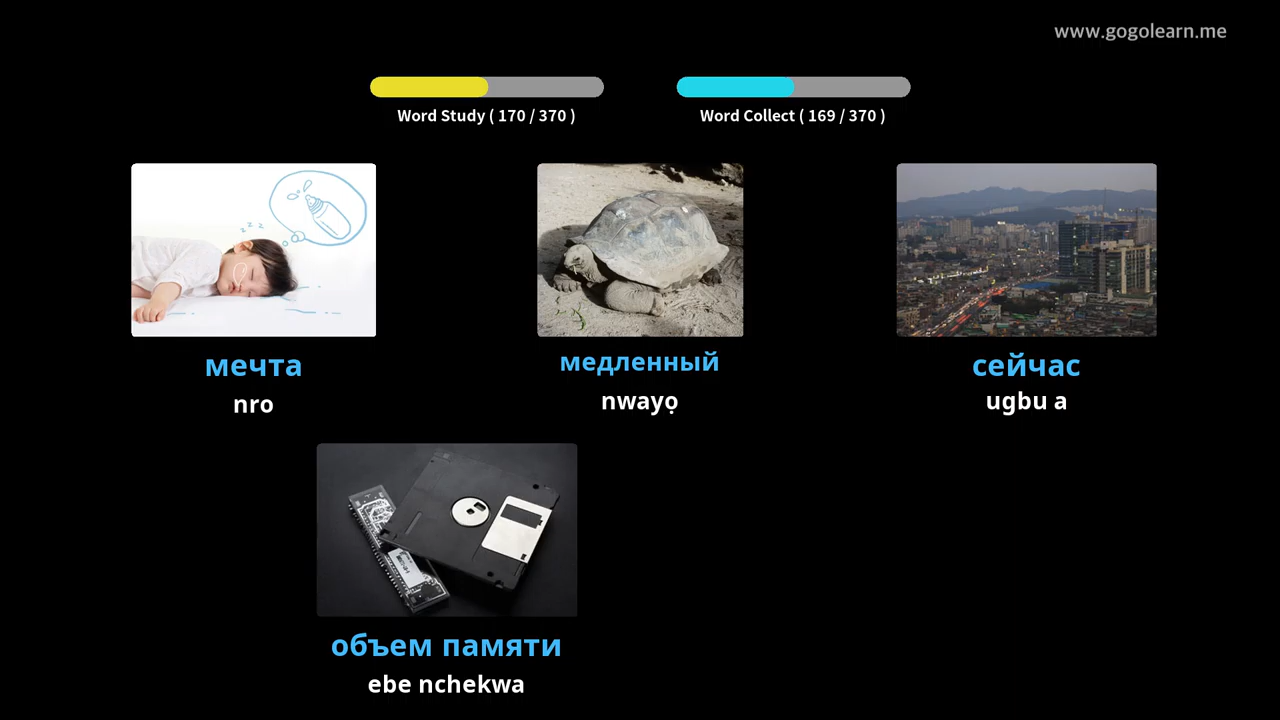 www.gogolearn.me
Word Study ( 170 / 370 )
Word Collect ( 169 / 370 )
мечта
nro
медленный
nwayọ
сейчас
ugbu a
объем памяти
ebe nchekwa